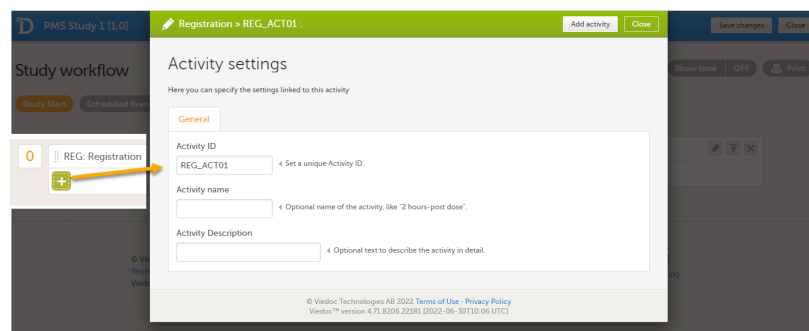 PMS Study 1 [1.0]
Registration > REG_ACT01 :
Add activity
Close
Save changes
Close
Study workflow
Show time
OFF
Print
Study Start
Scheduled Even
Activity settings
Here you can specify the settings linked to this activity
General
0
REG: Registration
Activity ID
REG_ACT01
Set a unique Activity ID.
Activity name
Optional name of the activity, like "2 hours-post dose".
Activity Description
Optional text to describe the activity in detail.
© Vie
Terms
Viedo
© Viedoc Technologies AB 2022 Terms of Use - Privacy Policy
Viedoc™ version 4.71.8206.22181 [2022-06-30T10:06 UTC]